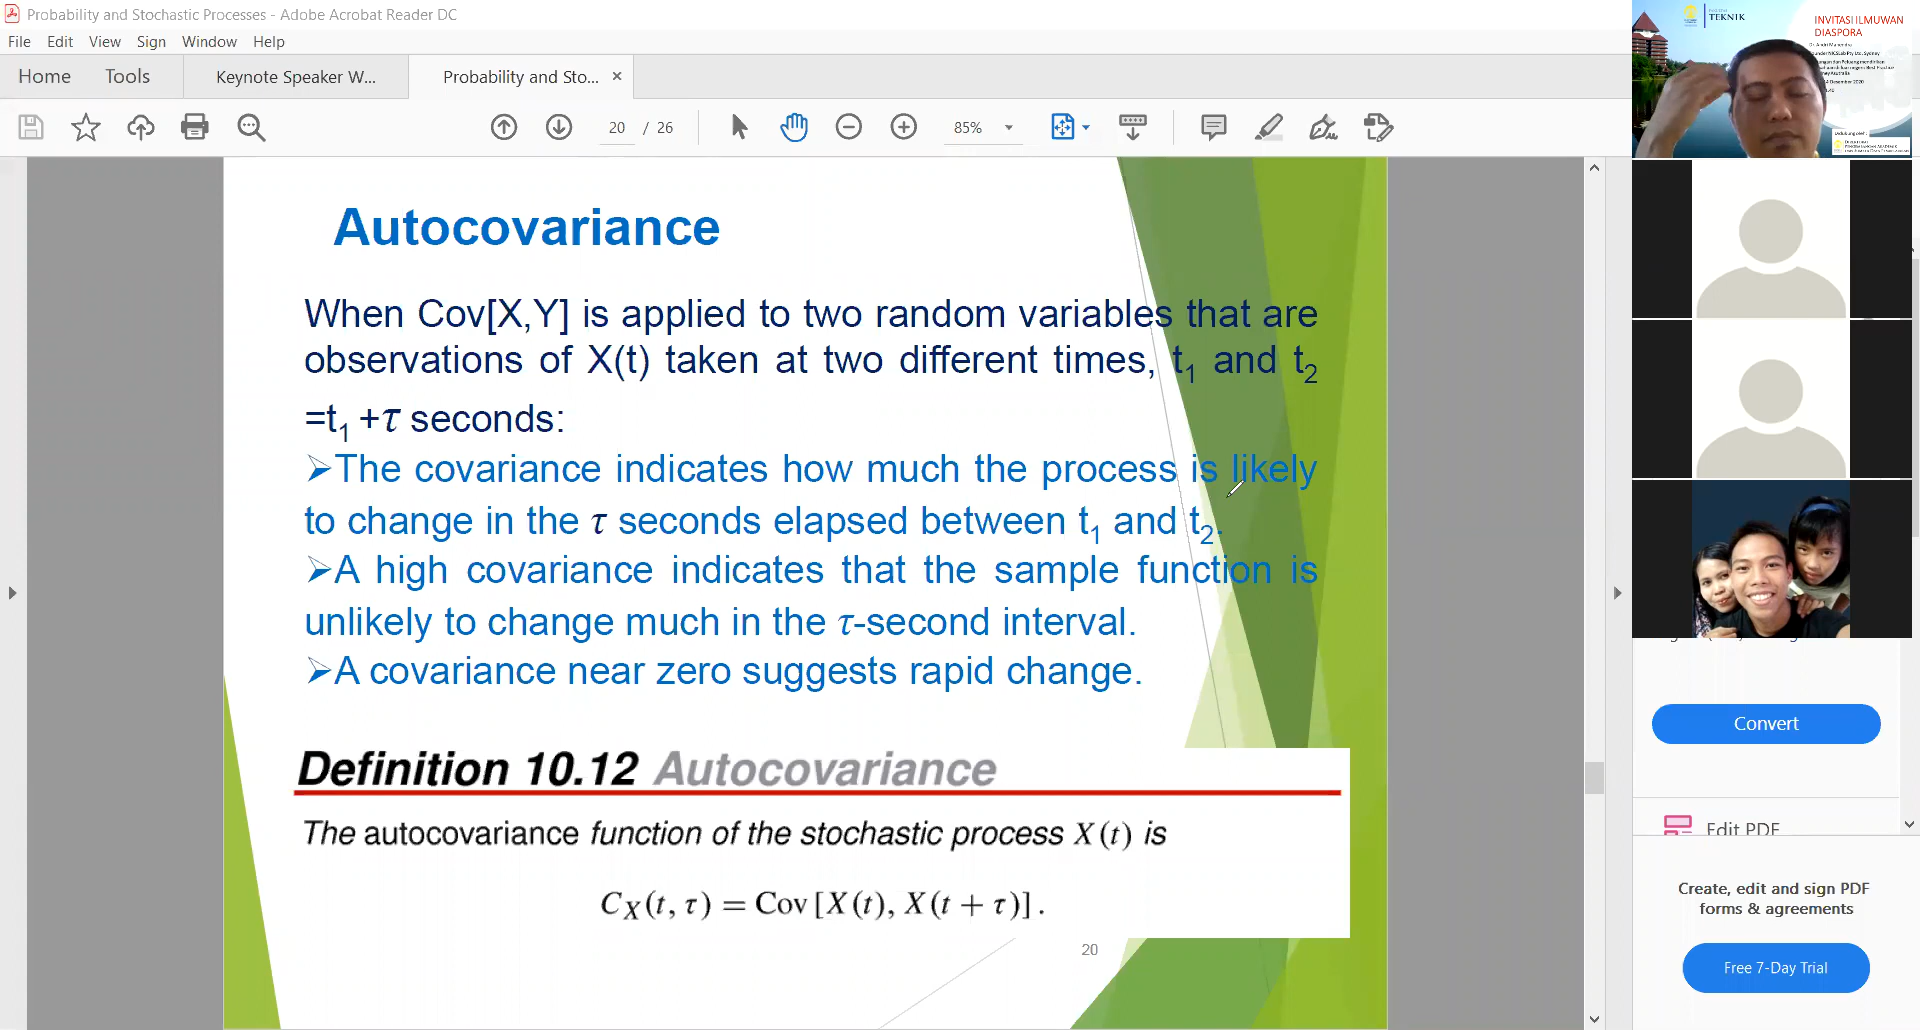 Probability and Stochastic Processes - Adobe Acrobat Reader DC
File Edit View Sign Window Help
Home Tools Keynote Speaker W... Probability and Sto... ×
20 / 26 85%
Autocovariance
When Cov[X,Y] is applied to two random variables that are
observations of X(t) taken at two different times, t₁ and t₂
=t₁ +τ seconds:
➢The covariance indicates how much the process is likely
to change in the τ seconds elapsed between t₁ and t₂.
➢A high covariance indicates that the sample function is
unlikely to change much in the τ-second interval.
➢A covariance near zero suggests rapid change.
Definition 10.12 Autocovariance
The autocovariance function of the stochastic process X(t) is
C_X(t, τ) = Cov [X(t), X(t + τ)] .
20
TEKNIK
INVITASI ILMUWAN
DIASPORA
Convert
Edit PDF
Create, edit and sign PDF
forms & agreements
Free 7-Day Trial